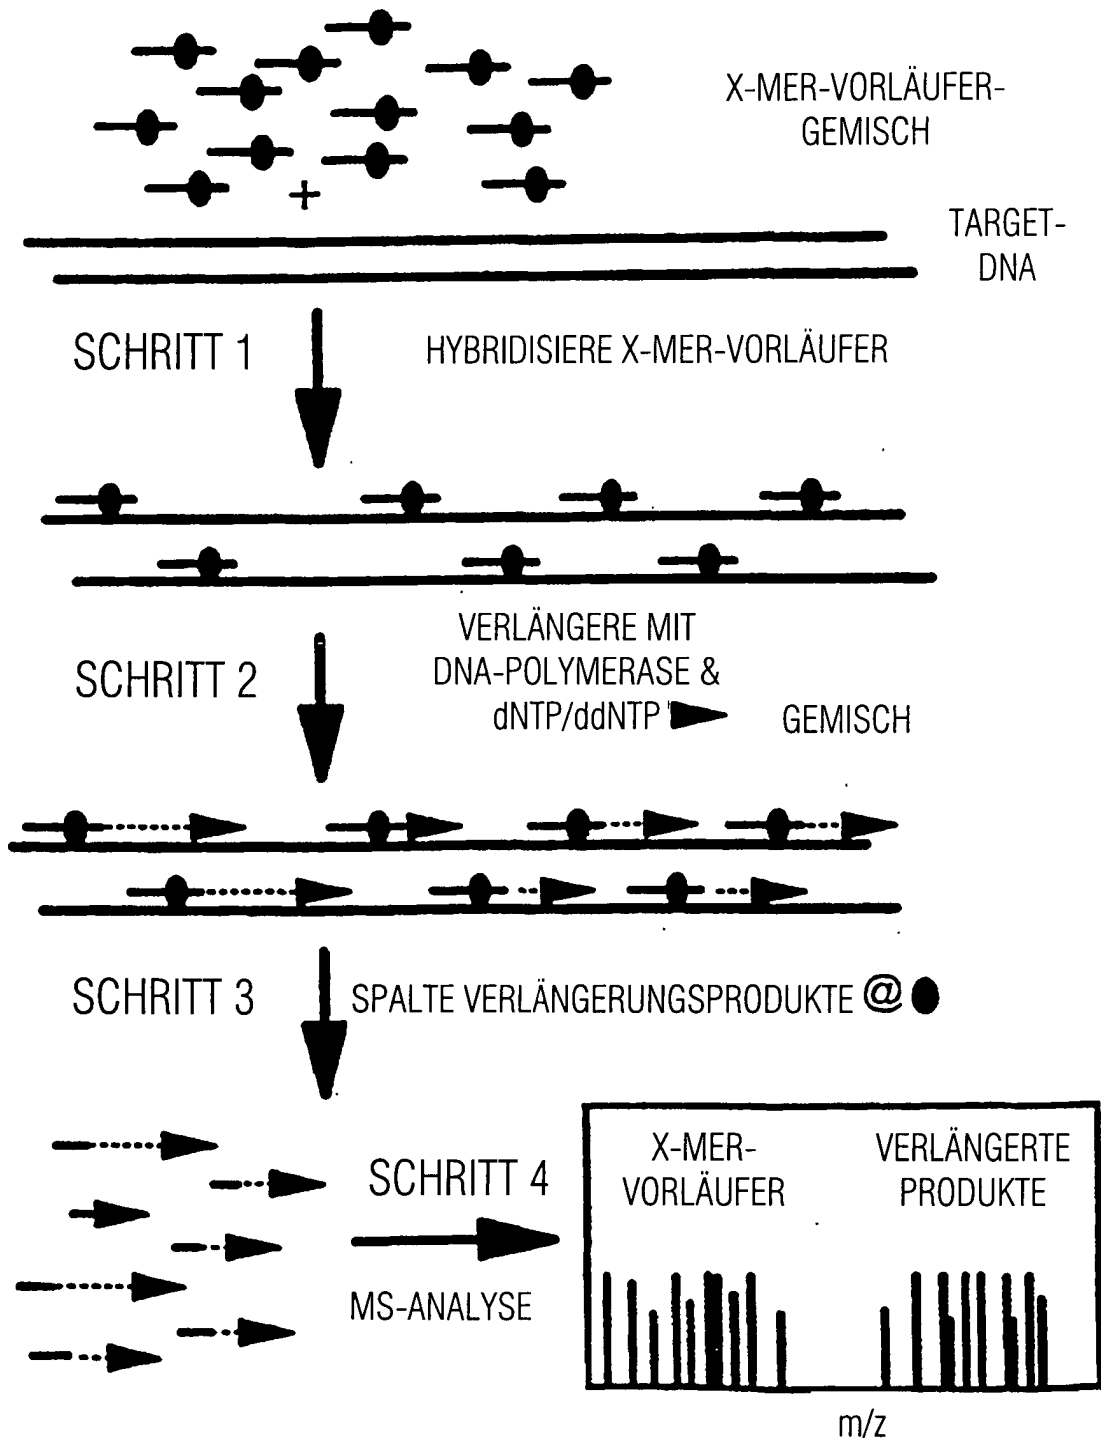 X-MER-VORLÄUFER-
GEMISCH
+
TARGET-
DNA
SCHRITT 1
HYBRIDISIERE X-MER-VORLÄUFER
SCHRITT 2
VERLÄNGERE MIT
DNA-POLYMERASE &
dNTP/ddNTP
GEMISCH
SCHRITT 3
SPALTE VERLÄNGERUNGSPRODUKTE @
SCHRITT 4
MS-ANALYSE
X-MER-
VORLÄUFER
VERLÄNGERTE
PRODUKTE
m/z